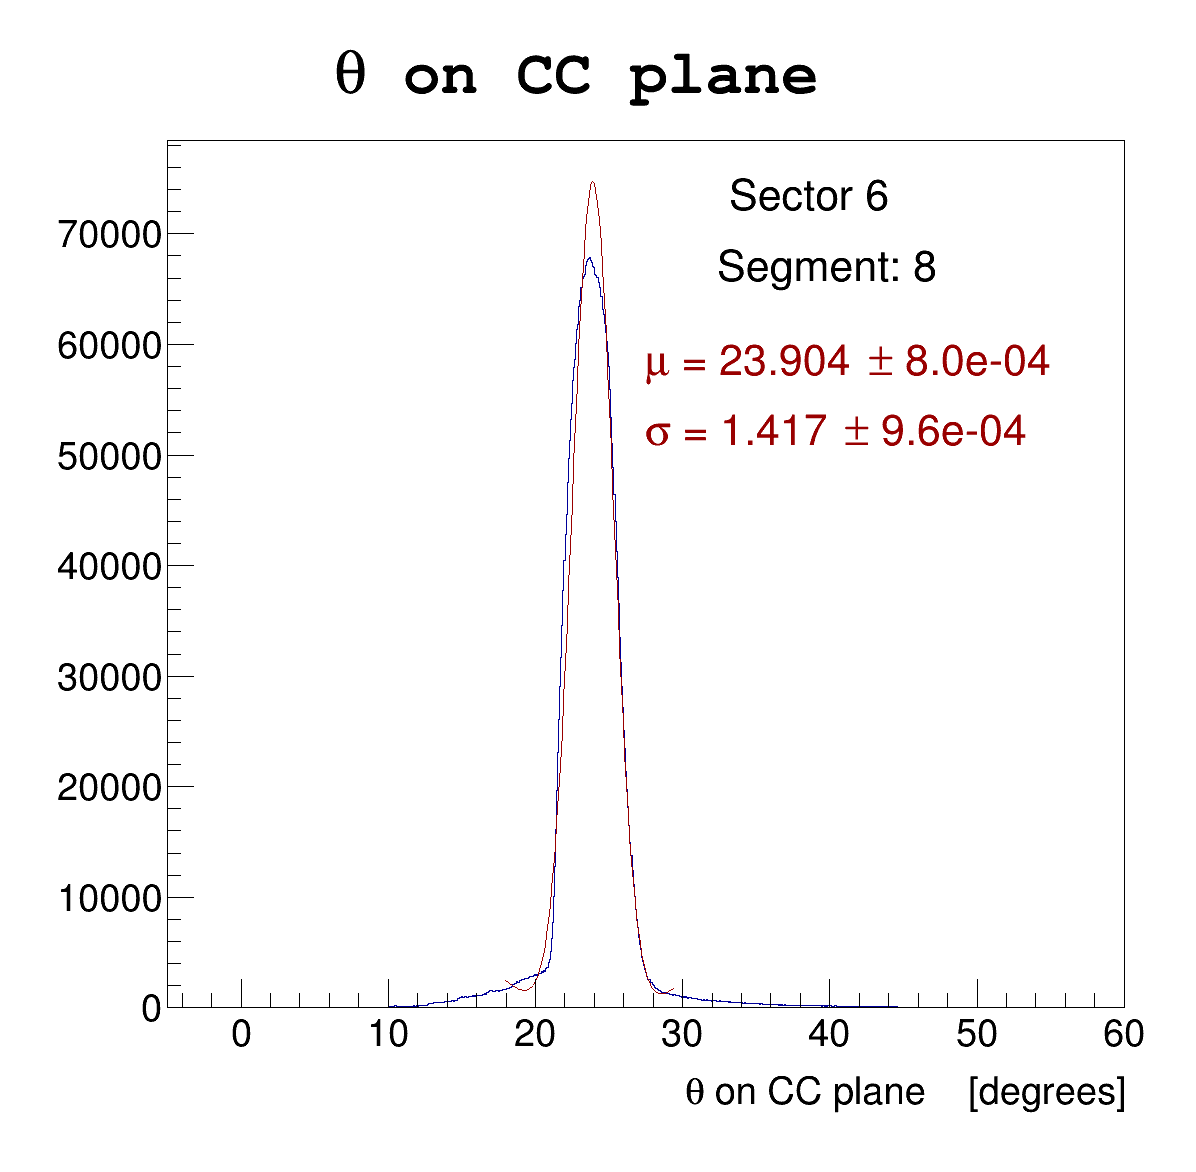 θ on CC plane
Sector 6
Segment: 8
μ = 23.904 ± 8.0e-04
σ = 1.417 ± 9.6e-04
70000
60000
50000
40000
30000
20000
10000
0
0 10 20 30 40 50 60
θ on CC plane [degrees]